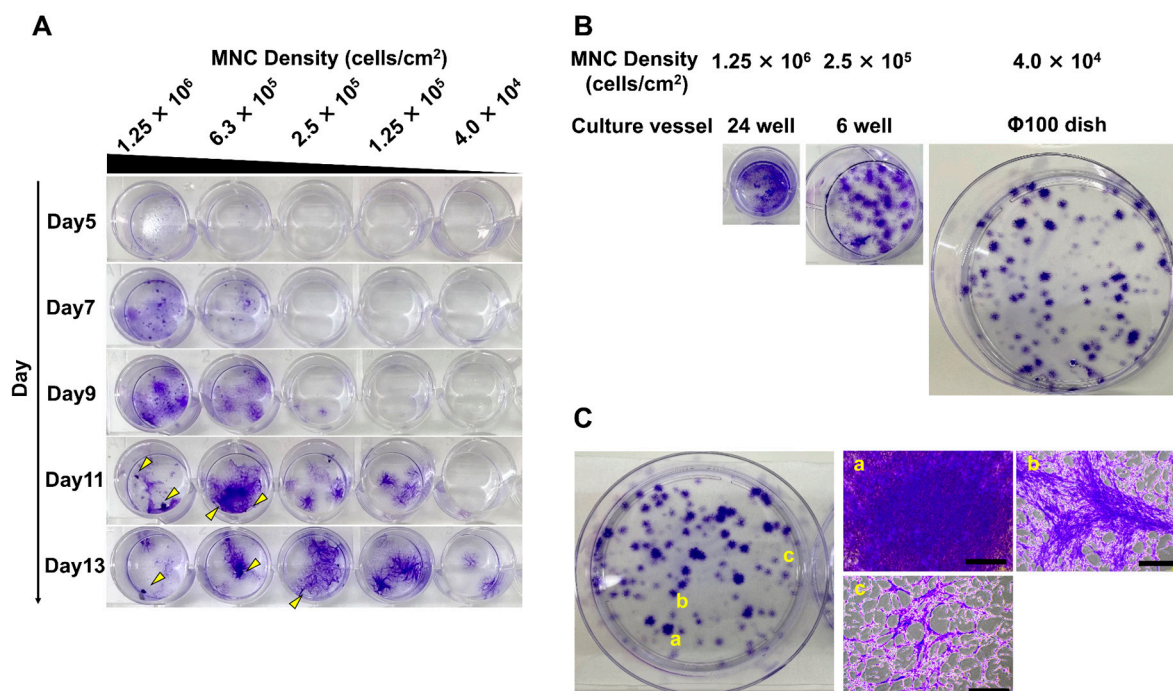 A
MNC Density (cells/cm²)
1.25 × 10⁶
6.3 × 10⁵
2.5 × 10⁵
1.25 × 10⁵
4.0 × 10⁴
Day
Day5
Day7
Day9
Day11
Day13
B
MNC Density
(cells/cm²)
1.25 × 10⁶
2.5 × 10⁵
4.0 × 10⁴
Culture vessel
24 well
6 well
Φ100 dish
C
a
b
c
a
b
c